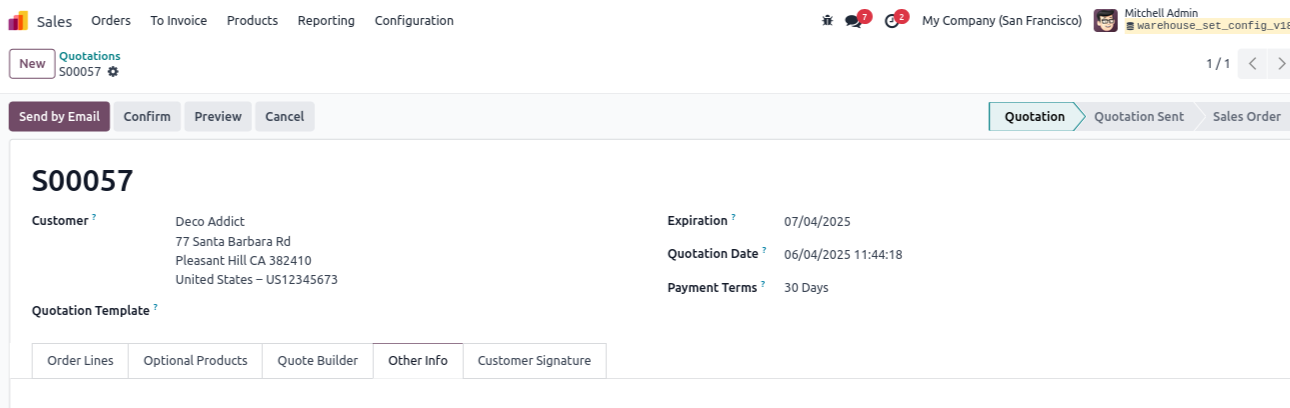 Sales Orders To Invoice Products Reporting Configuration 7 2 My Company (San Francisco) Mitchell Admin
warehouse_set_config_v18
New Quotations 1 / 1
S00057
Send by Email Confirm Preview Cancel Quotation Quotation Sent Sales Order
S00057
Customer ? Deco Addict
77 Santa Barbara Rd
Pleasant Hill CA 382410
United States – US12345673
Quotation Template ?
Expiration ? 07/04/2025
Quotation Date ? 06/04/2025 11:44:18
Payment Terms ? 30 Days
Order Lines Optional Products Quote Builder Other Info Customer Signature